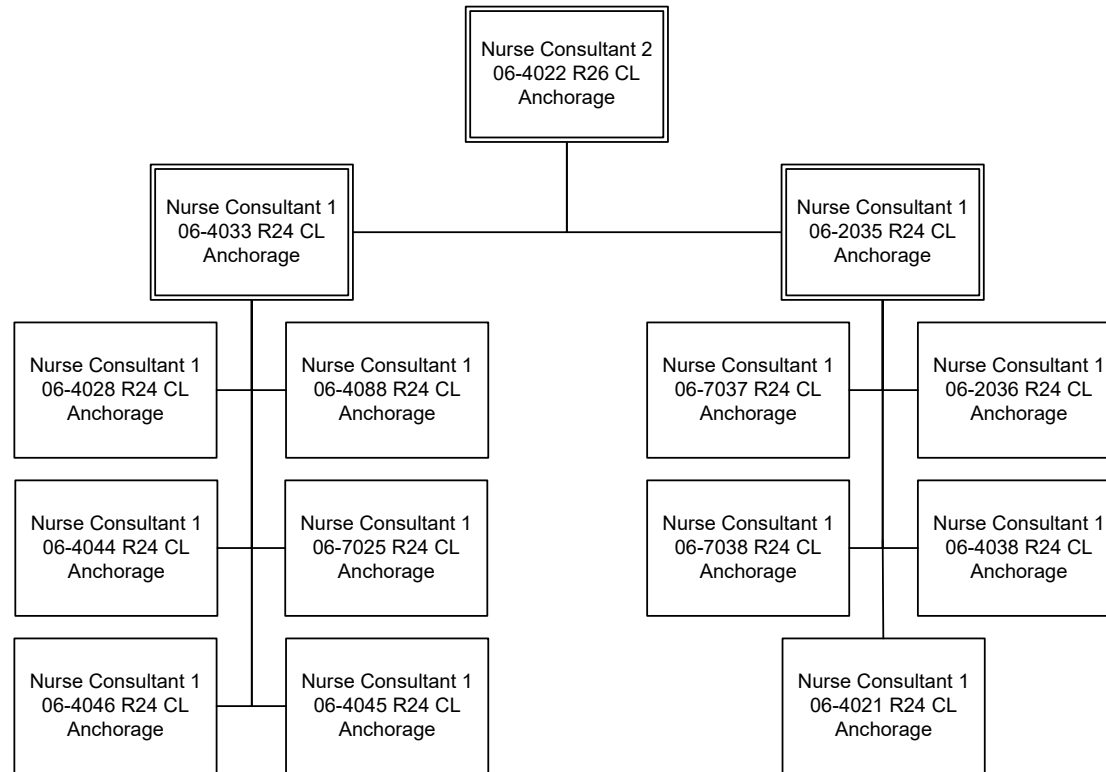 Nurse Consultant 2
06-4022 R26 CL
Anchorage
Nurse Consultant 1
06-4033 R24 CL
Anchorage
Nurse Consultant 1
06-2035 R24 CL
Anchorage
Nurse Consultant 1
06-4028 R24 CL
Anchorage
Nurse Consultant 1
06-4088 R24 CL
Anchorage
Nurse Consultant 1
06-7037 R24 CL
Anchorage
Nurse Consultant 1
06-2036 R24 CL
Anchorage
Nurse Consultant 1
06-4044 R24 CL
Anchorage
Nurse Consultant 1
06-7025 R24 CL
Anchorage
Nurse Consultant 1
06-7038 R24 CL
Anchorage
Nurse Consultant 1
06-4038 R24 CL
Anchorage
Nurse Consultant 1
06-4046 R24 CL
Anchorage
Nurse Consultant 1
06-4045 R24 CL
Anchorage
Nurse Consultant 1
06-4021 R24 CL
Anchorage